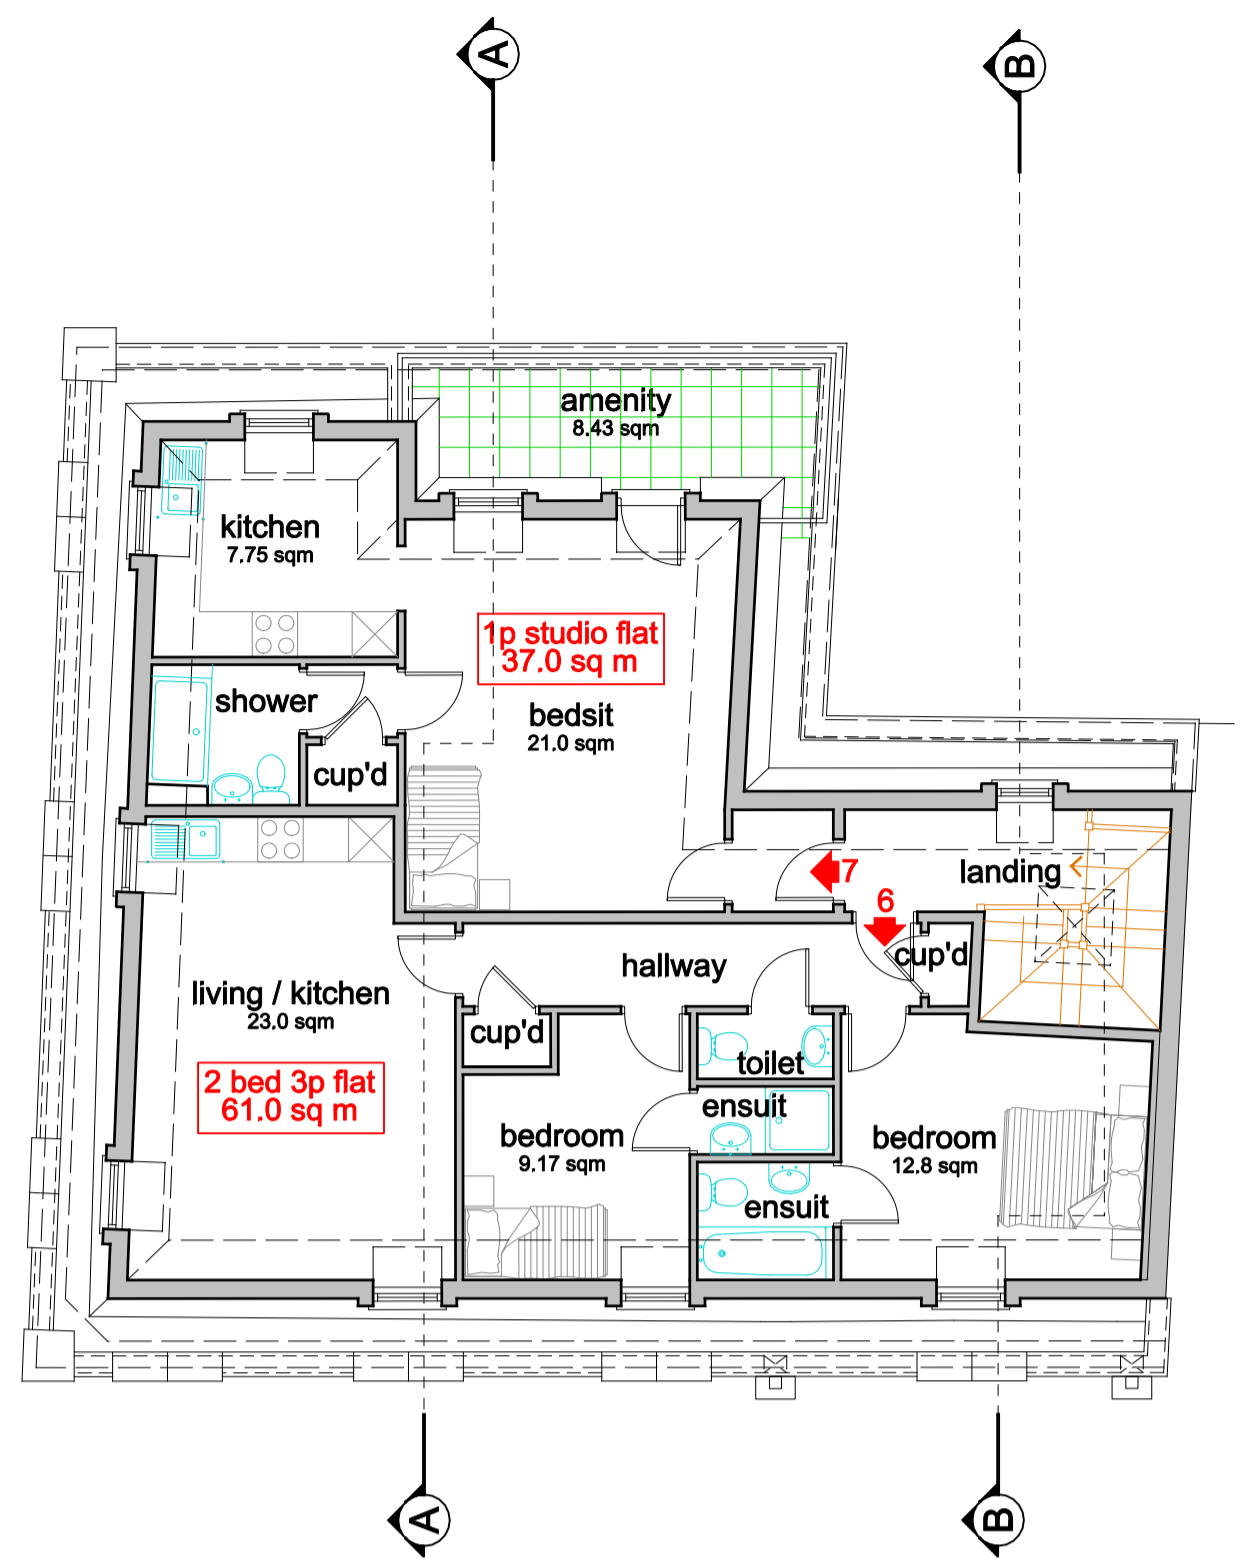 A
B
amenity
8.43 sqm
kitchen
7.75 sqm
1p studio flat
37.0 sq m
shower
bedsit
21.0 sqm
cup'd
landing
7
6
cup'd
hallway
living / kitchen
23.0 sqm
cup'd
toilet
2 bed 3p flat
61.0 sq m
ensuit
bedroom
9.17 sqm
bedroom
12.8 sqm
ensuit
A
B